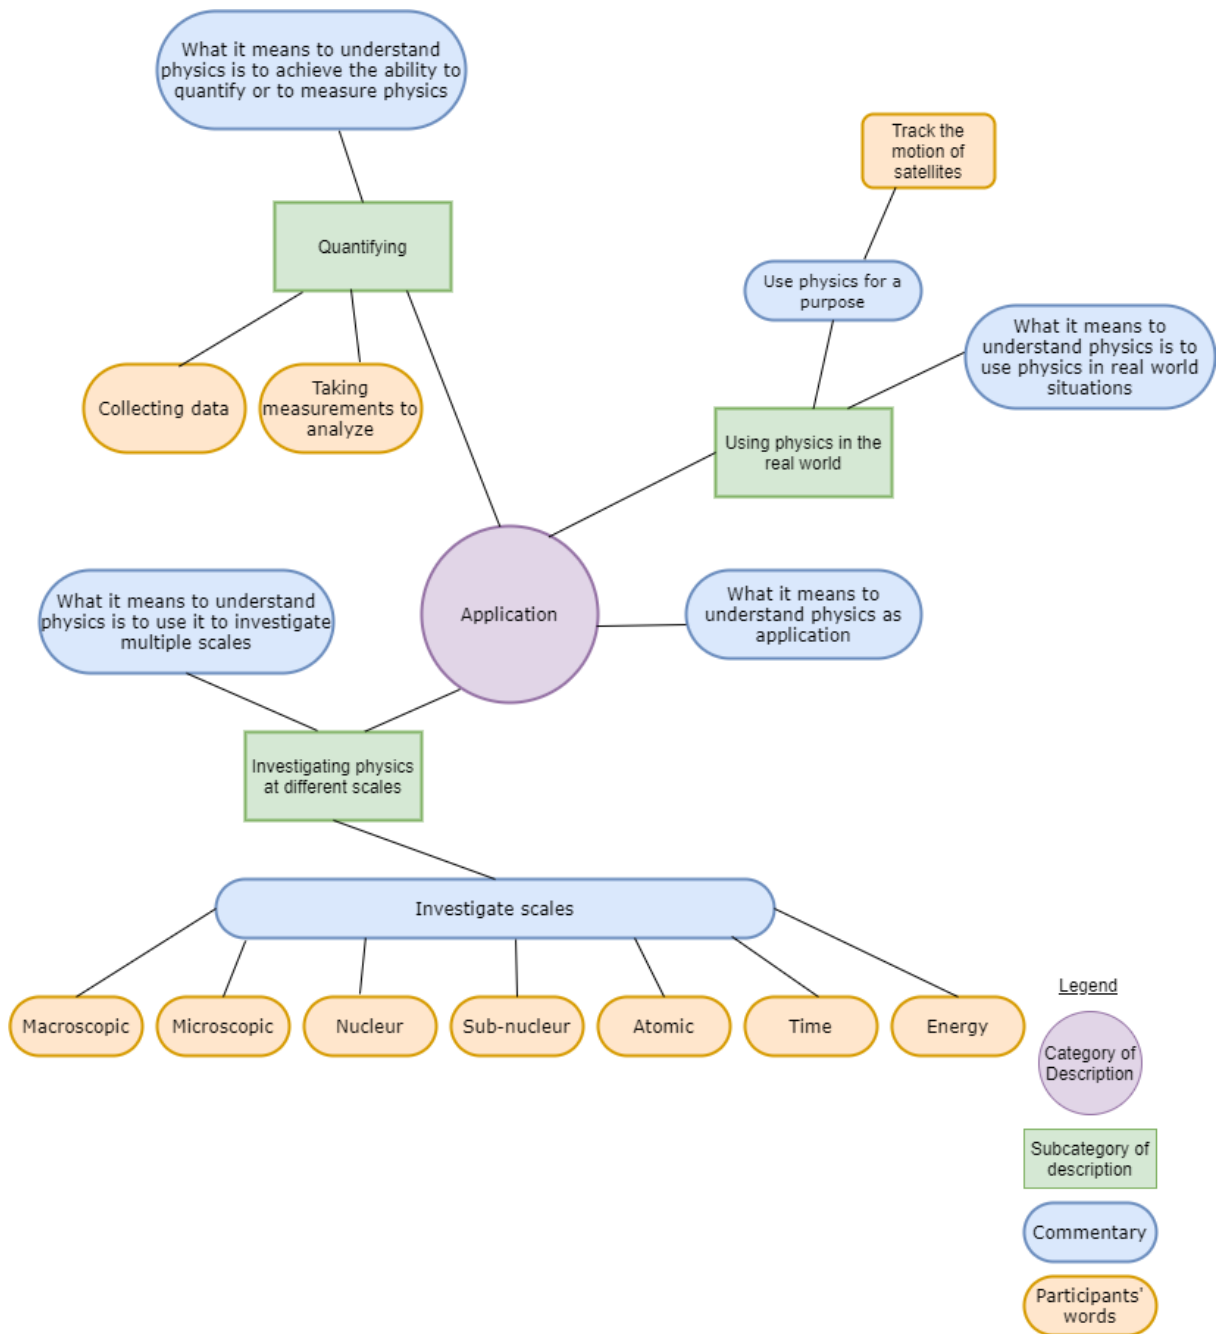 What it means to understand
physics is to achieve the ability to
quantify or to measure physics
Track the
motion of
satellites
Quantifying
Use physics for a
purpose
What it means to
understand physics is to
use physics in real world
situations
Collecting data
Taking
measurements to
analyze
Using physics in the
real world
What it means to understand
physics is to use it to investigate
multiple scales
Application
What it means to
understand physics as
application
Investigating physics
at different scales
Investigate scales
Macroscopic
Microscopic
Nucleur
Sub-nucleur
Atomic
Time
Energy
Legend
Category of
Description
Subcategory of
description
Commentary
Participants'
words